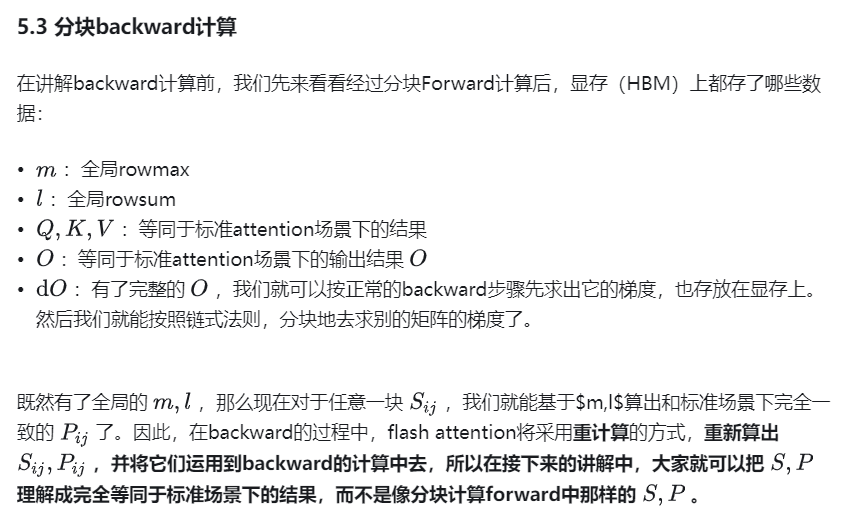 5.3 分块backward计算
在讲解backward计算前，我们先来看看经过分块Forward计算后，显存（HBM）上都存了哪些数
据：
• m： 全局rowmax
• l： 全局rowsum
• Q, K, V： 等同于标准attention场景下的结果
• O： 等同于标准attention场景下的输出结果 O
• dO： 有了完整的 O ，我们就可以按正常的backward步骤先求出它的梯度，也存放在显存上。
然后我们就能按照链式法则，分块地去求别的矩阵的梯度了。
既然有了全局的 m, l ，那么现在对于任意一块 S_{ij} ，我们就能基于$m,l$算出和标准场景下完全一
致的 P_{ij} 了。因此，在backward的过程中，flash attention将采用重计算的方式，重新算出
S_{ij}, P_{ij} ，并将它们运用到backward的计算中去，所以在接下来的讲解中，大家就可以把 S, P
理解成完全等同于标准场景下的结果，而不是像分块计算forward中那样的 S, P 。